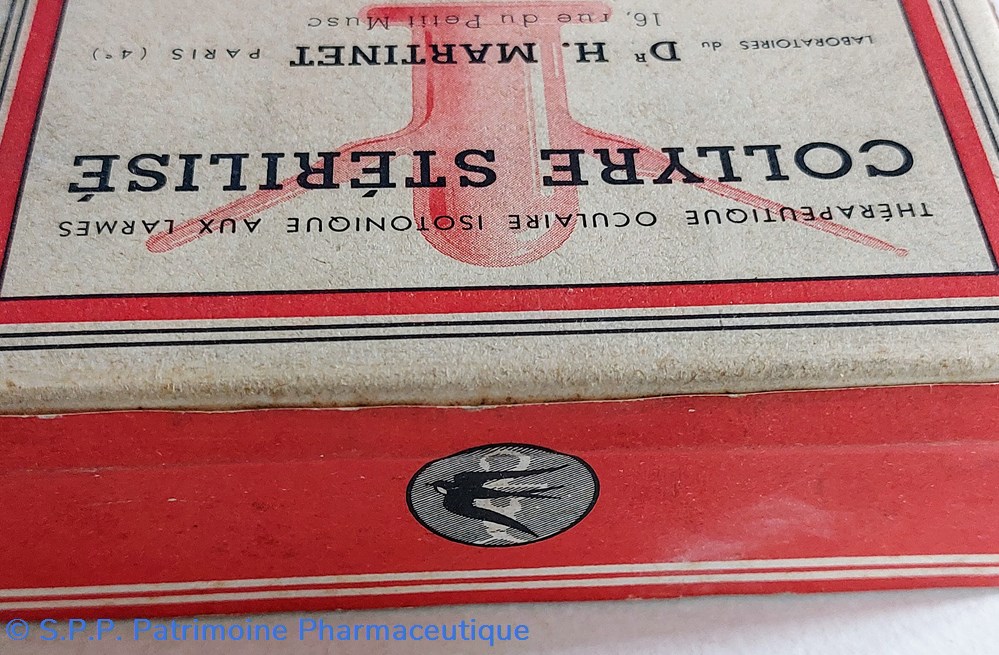 THÉRAPEUTIQUE OCULAIRE ISOTONIQUE AUX LARMES
COLLYRE STÉRILISÉ
LABORATOIRES du DR H. MARTINET PARIS (4e)
16, rue du Petit Musc
© S.P.P. Patrimoine Pharmaceutique